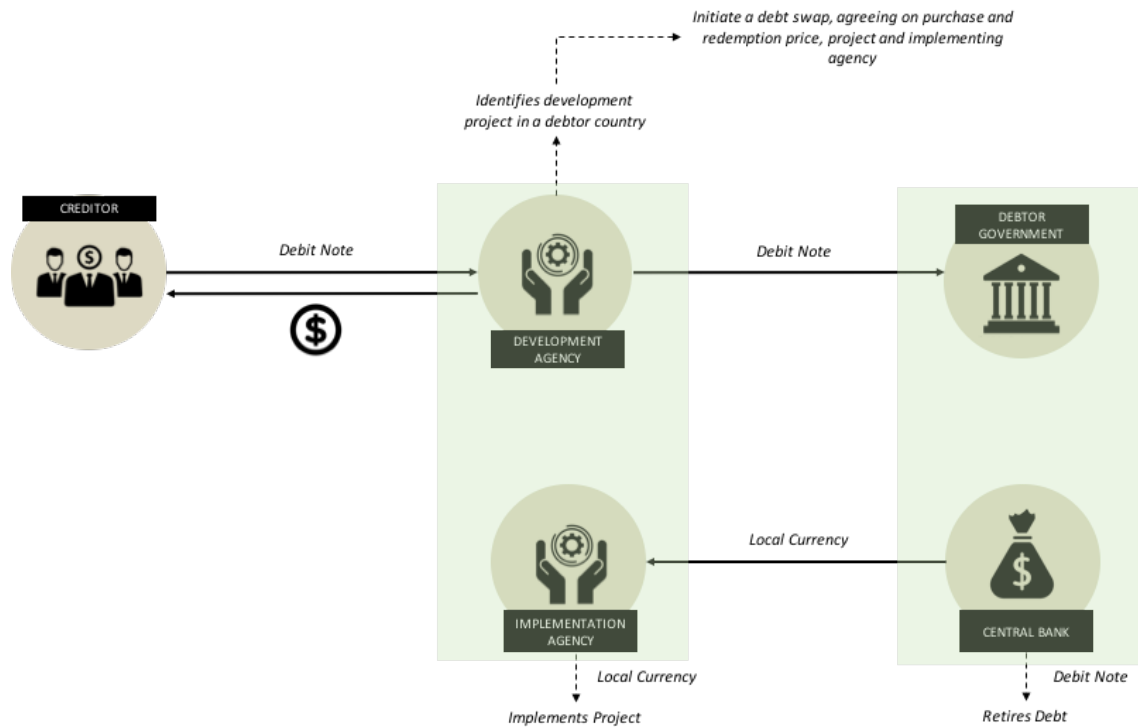 Initiate a debt swap, agreeing on purchase and
redemption price, project and implementing
agency
Identifies development
project in a debtor country
CREDITOR
$
Debit Note
$
DEVELOPMENT
AGENCY
Debit Note
DEBTOR
GOVERNMENT
Local Currency
IMPLEMENTATION
AGENCY
$
CENTRAL BANK
Local Currency
Implements Project
Debit Note
Retires Debt